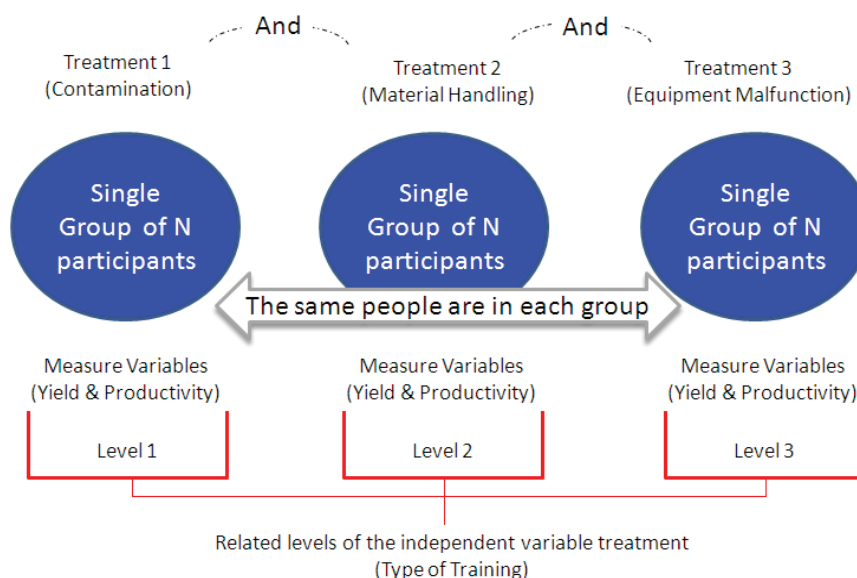 And
And
Treatment 1
(Contamination)
Treatment 2
(Material Handling)
Treatment 3
(Equipment Malfunction)
Single
Group of N
participants
Single
Group of N
participants
Single
Group of N
participants
The same people are in each group
Measure Variables
(Yield & Productivity)
Measure Variables
(Yield & Productivity)
Measure Variables
(Yield & Productivity)
Level 1
Level 2
Level 3
Related levels of the independent variable treatment
(Type of Training)